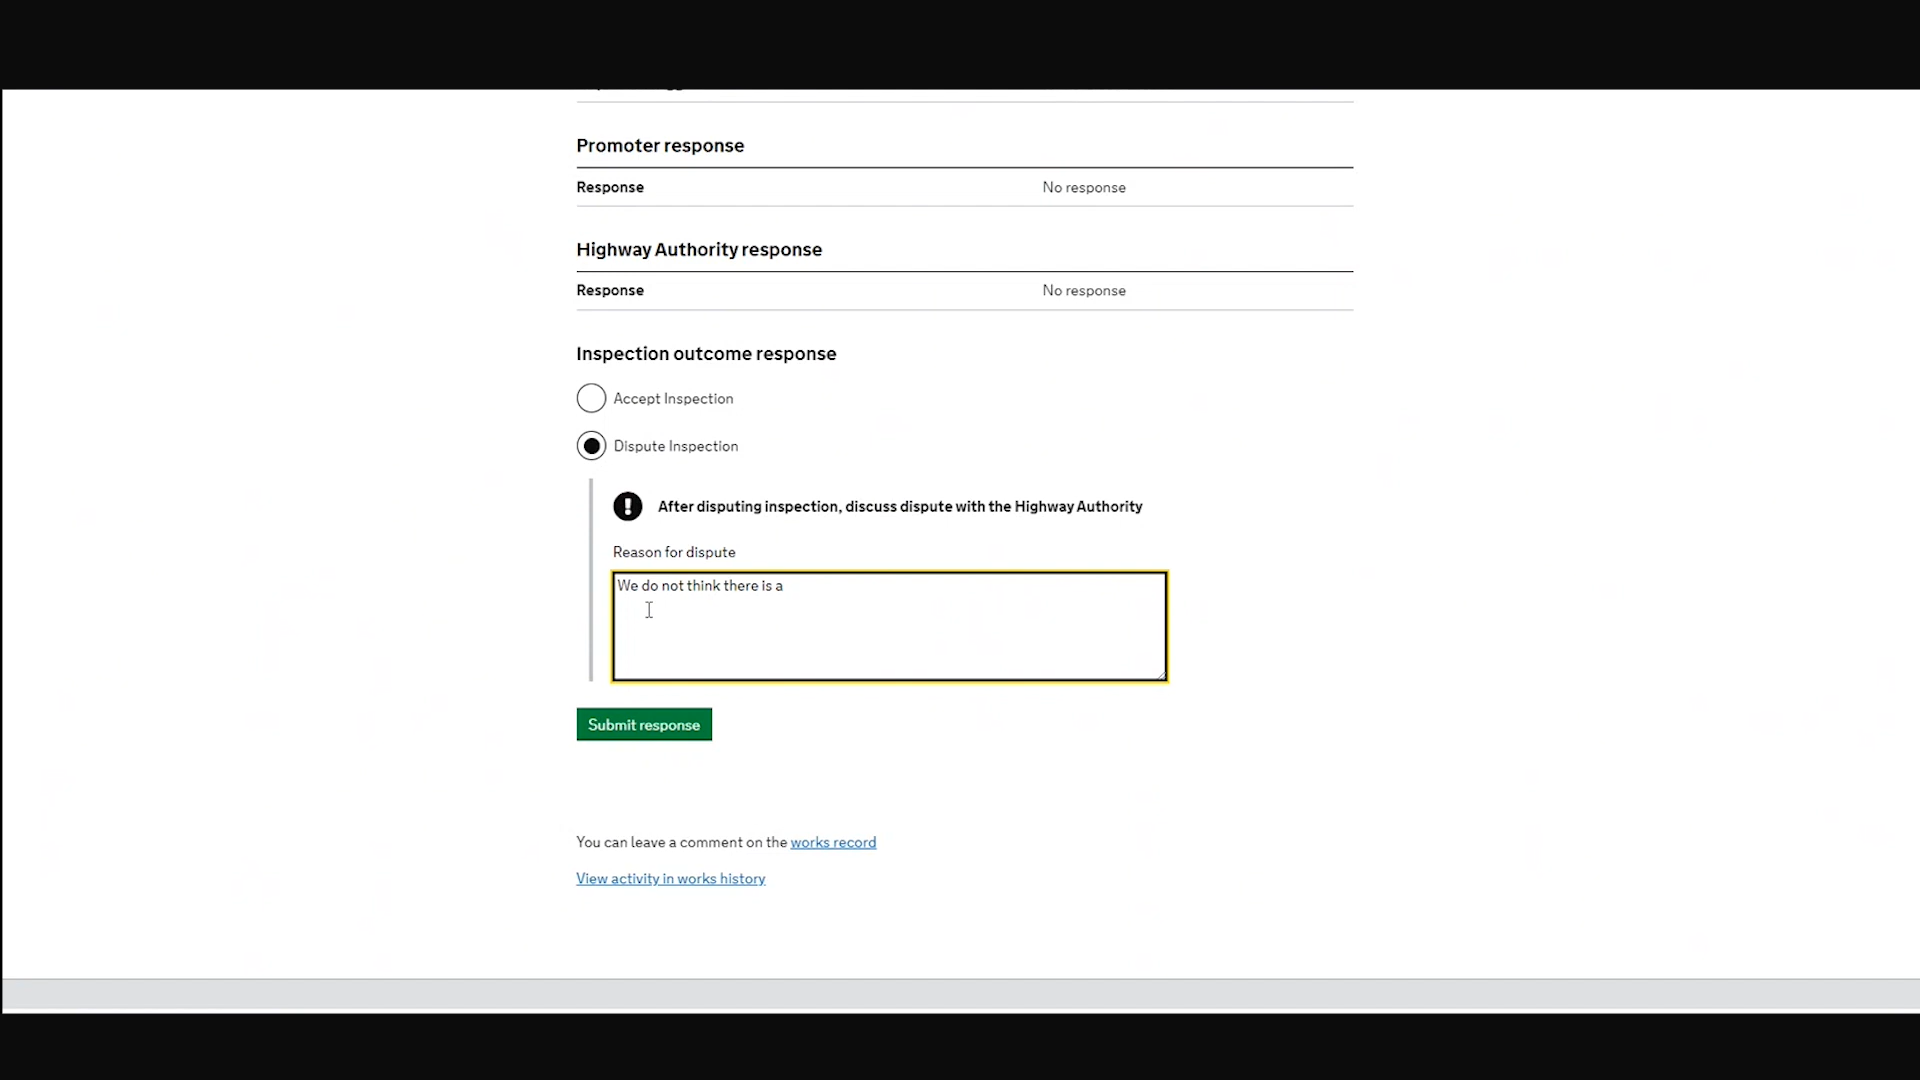 Promoter response
Response No response
Highway Authority response
Response No response
Inspection outcome response
Accept Inspection
Dispute Inspection
! After disputing inspection, discuss dispute with the Highway Authority
Reason for dispute
We do not think there is a
Submit response
You can leave a comment on the works record
View activity in works history